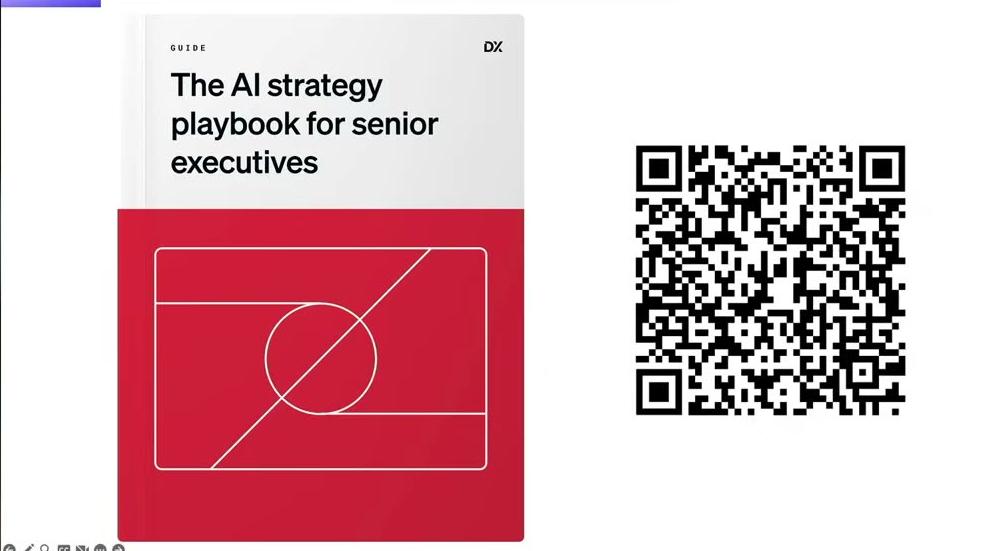 GUIDE
DX
The AI strategy
playbook for senior
executives